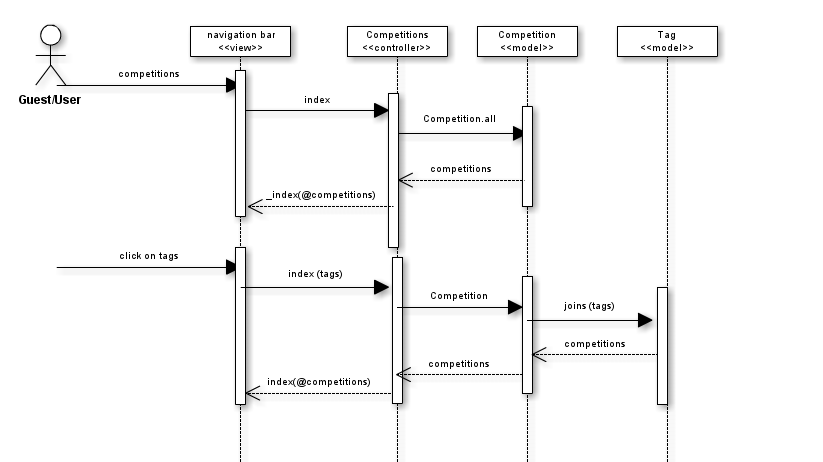 navigation bar
<<view>>
Competitions
<<controller>>
Competition
<<model>>
Tag
<<model>>
Guest/User
competitions
index
Competition.all
competitions
_index(@competitions)
click on tags
index (tags)
Competition
joins (tags)
competitions
competitions
index(@competitions)